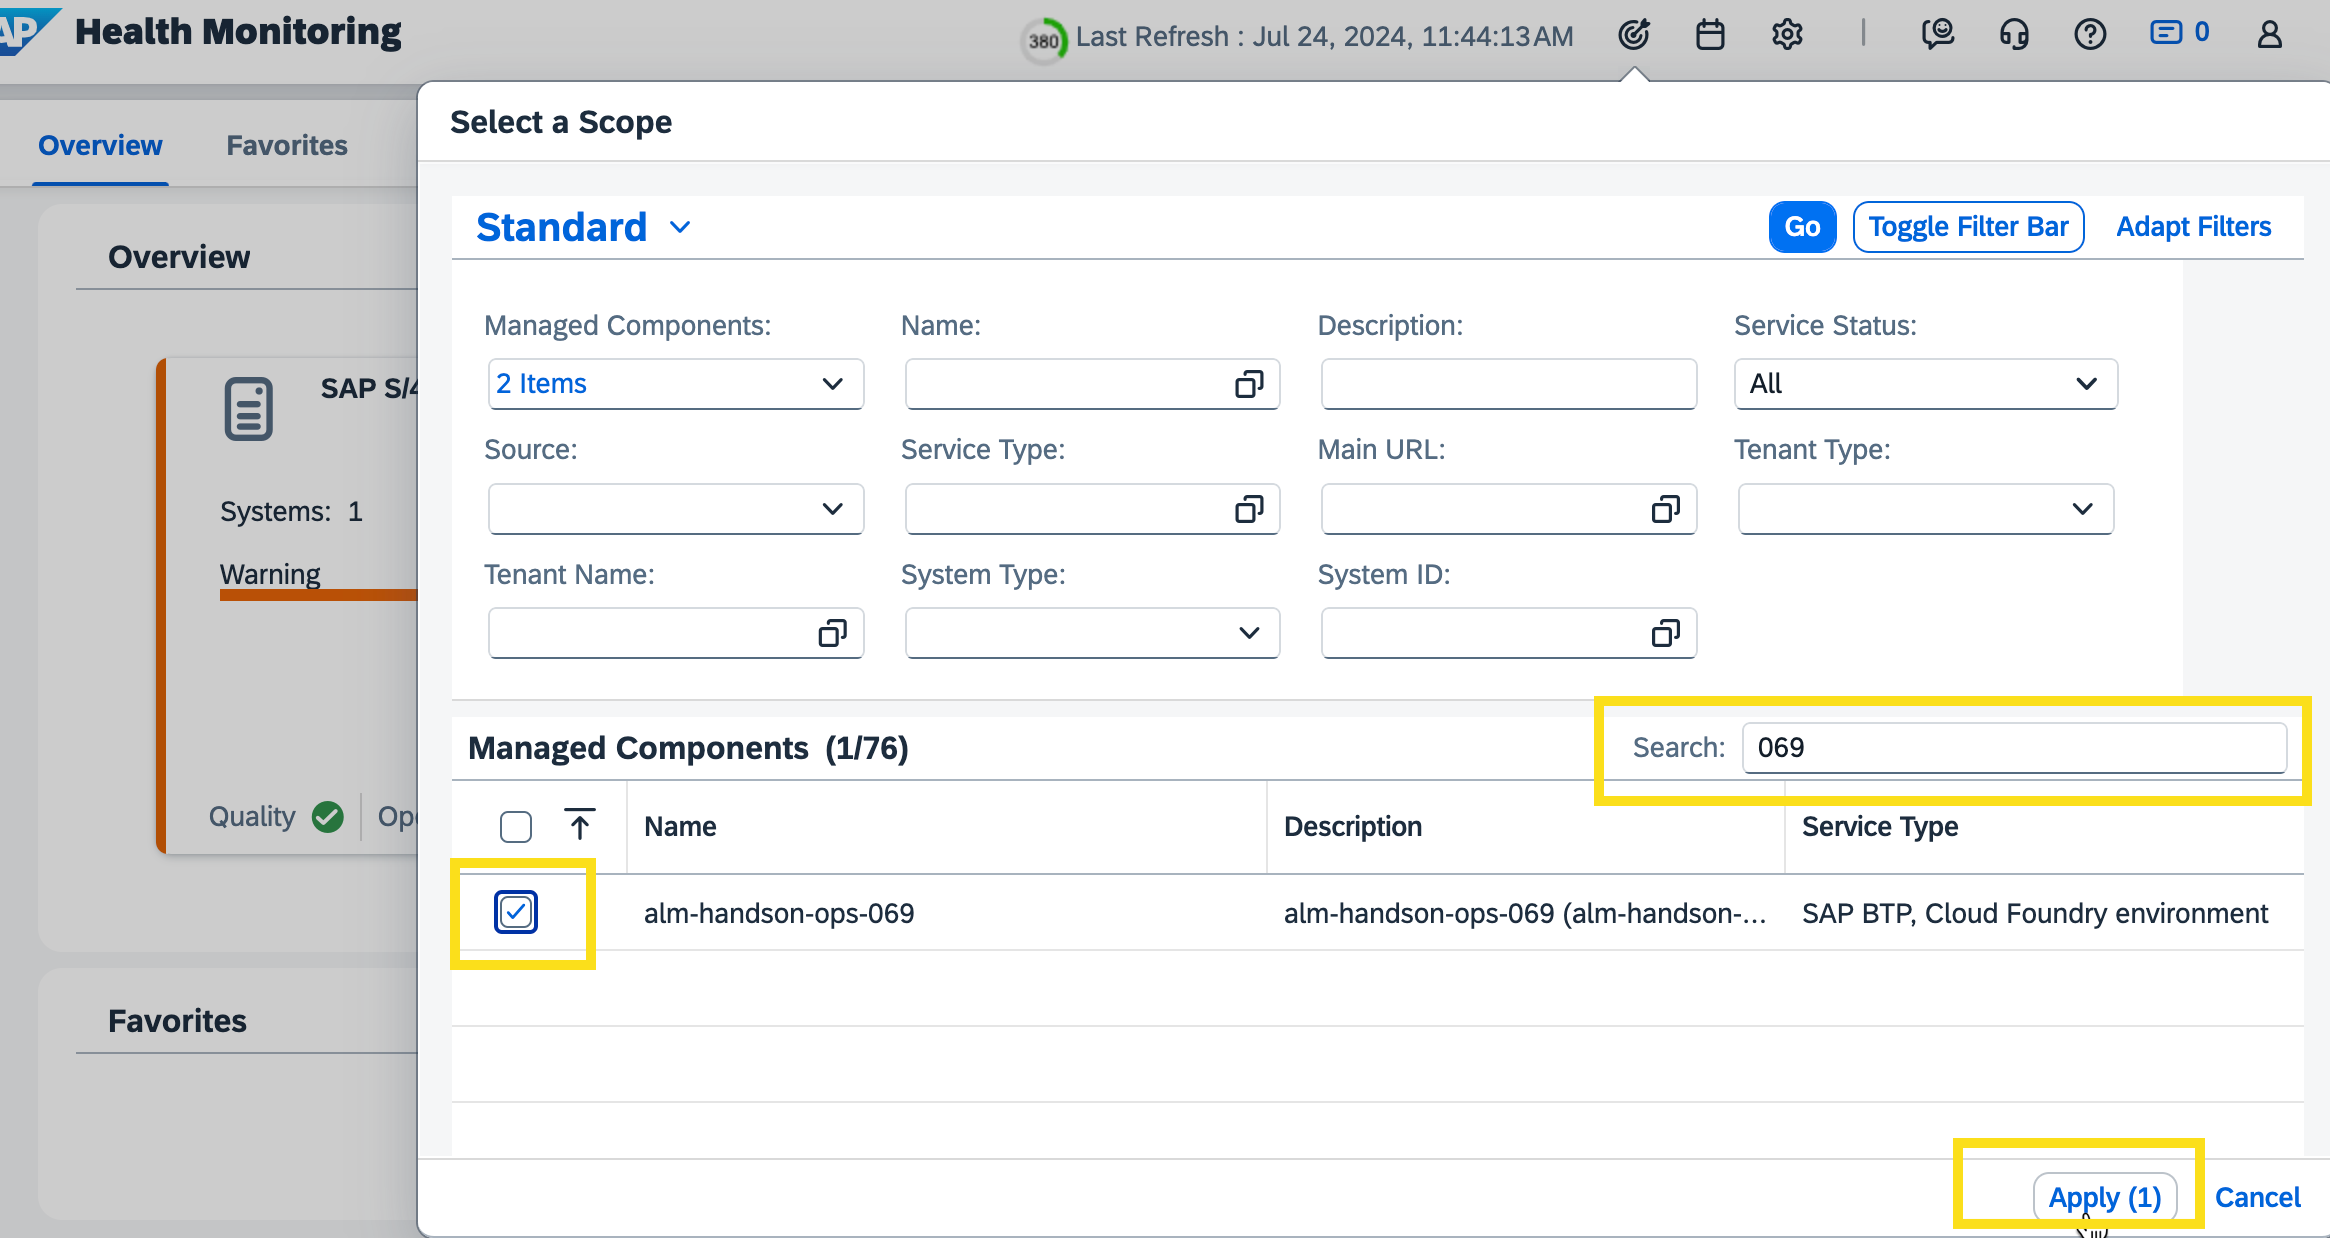 SAP Health Monitoring
380 Last Refresh : Jul 24, 2024, 11:44:13 AM
0
Overview Favorites
Select a Scope
Standard
Go Toggle Filter Bar Adapt Filters
Overview
Managed Components: Name: Description: Service Status:
2 Items All
SAP S/4
Source: Service Type: Main URL: Tenant Type:
Systems: 1
Tenant Name: System Type: System ID:
Warning
Managed Components (1/76) Search: 069
Quality Ope
Name Description Service Type
alm-handson-ops-069 alm-handson-ops-069 (alm-handson-... SAP BTP, Cloud Foundry environment
Favorites
Apply (1) Cancel